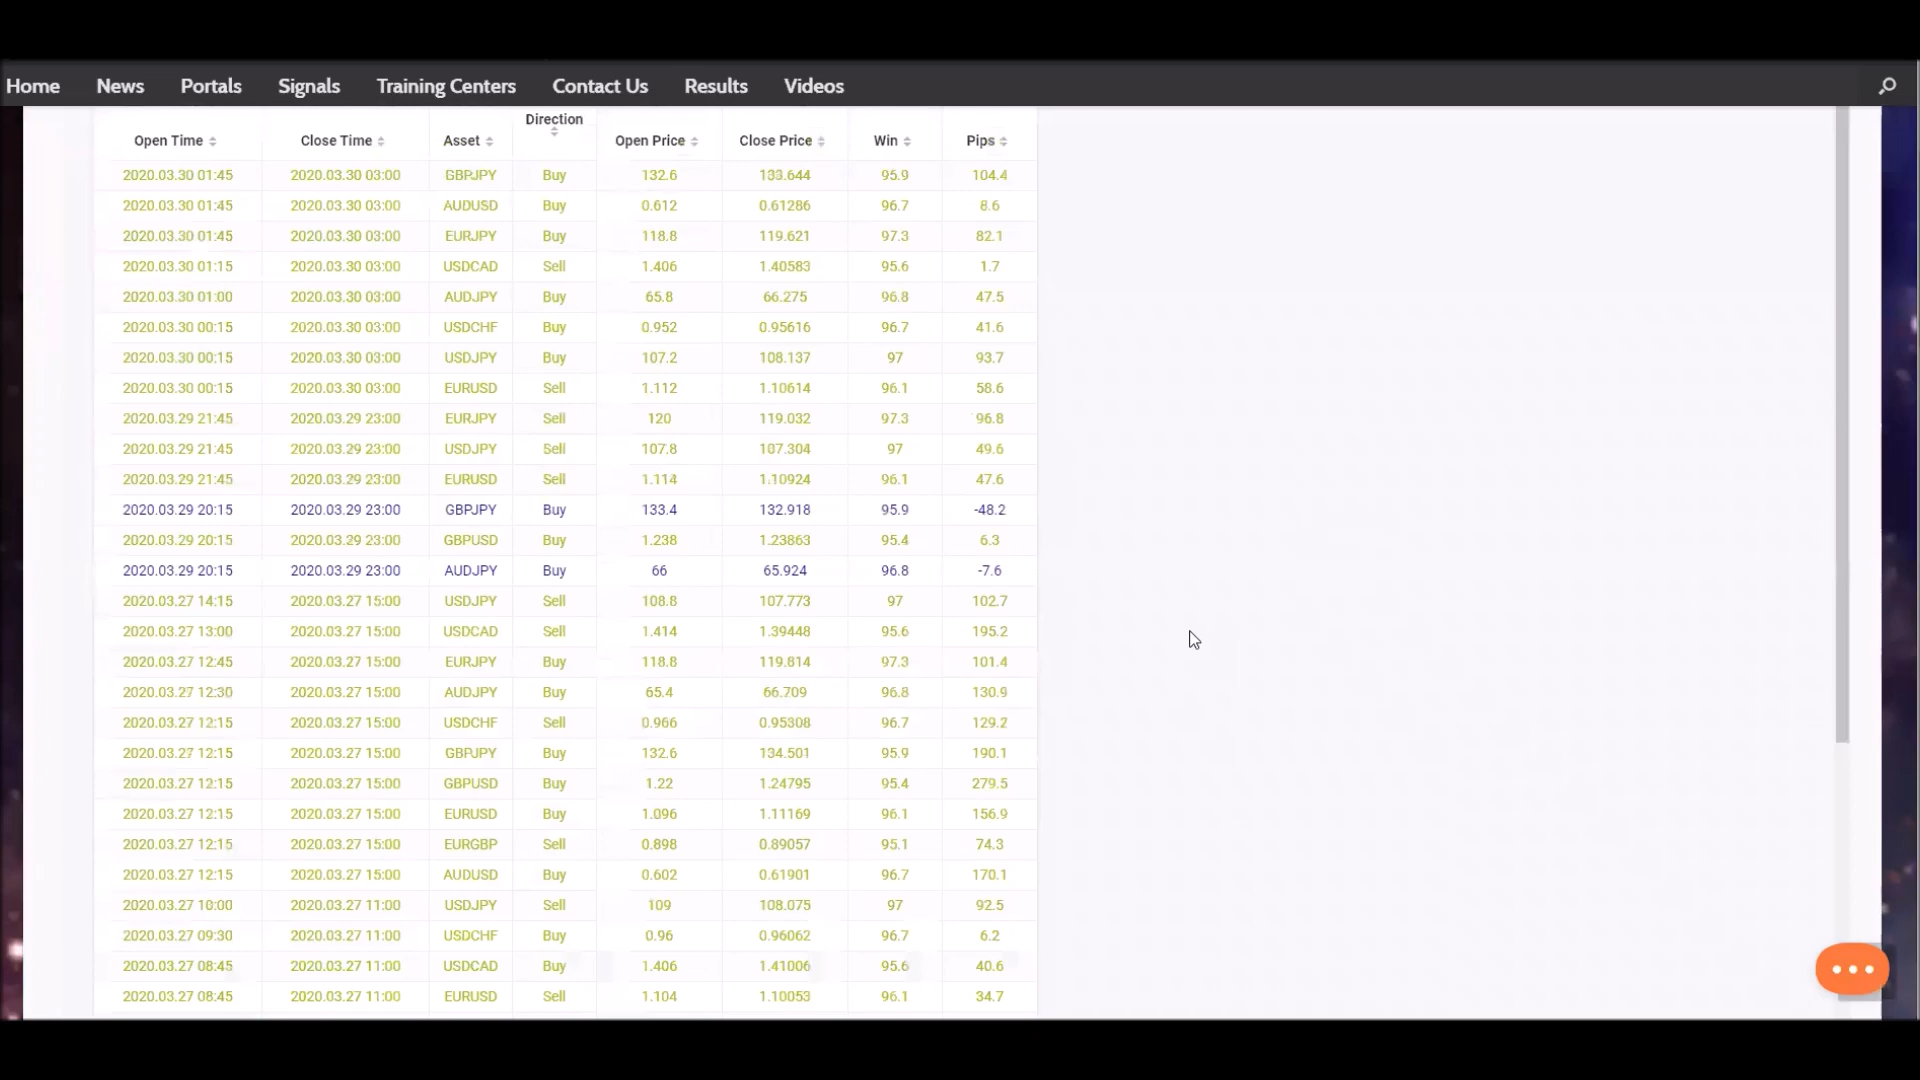 Home News Portals Signals Training Centers Contact Us Results Videos
Open Time Close Time Asset Direction Open Price Close Price Win Pips
2020.03.30 01:45 2020.03.30 03:00 GBPJPY Buy 132.6 133.644 95.9 104.4
2020.03.30 01:45 2020.03.30 03:00 AUDUSD Buy 0.612 0.61286 96.7 8.6
2020.03.30 01:45 2020.03.30 03:00 EURJPY Buy 118.8 119.621 97.3 82.1
2020.03.30 01:15 2020.03.30 03:00 USDCAD Sell 1.406 1.40583 95.6 1.7
2020.03.30 01:00 2020.03.30 03:00 AUDJPY Buy 65.8 66.275 96.8 47.5
2020.03.30 00:15 2020.03.30 03:00 USDCHF Buy 0.952 0.95616 96.7 41.6
2020.03.30 00:15 2020.03.30 03:00 USDJPY Buy 107.2 108.137 97 93.7
2020.03.30 00:15 2020.03.30 03:00 EURUSD Sell 1.112 1.10614 96.1 58.6
2020.03.29 21:45 2020.03.29 23:00 EURJPY Sell 120 119.032 97.3 96.8
2020.03.29 21:45 2020.03.29 23:00 USDJPY Sell 107.8 107.304 97 49.6
2020.03.29 21:45 2020.03.29 23:00 EURUSD Sell 1.114 1.10924 96.1 47.6
2020.03.29 20:15 2020.03.29 23:00 GBPJPY Buy 133.4 132.918 95.9 -48.2
2020.03.29 20:15 2020.03.29 23:00 GBPUSD Buy 1.238 1.23863 95.4 6.3
2020.03.29 20:15 2020.03.29 23:00 AUDJPY Buy 66 65.924 96.8 -7.6
2020.03.27 14:15 2020.03.27 15:00 USDJPY Sell 108.8 107.773 97 102.7
2020.03.27 13:00 2020.03.27 15:00 USDCAD Sell 1.414 1.39448 95.6 195.2
2020.03.27 12:45 2020.03.27 15:00 EURJPY Buy 118.8 119.814 97.3 101.4
2020.03.27 12:30 2020.03.27 15:00 AUDJPY Buy 65.4 66.709 96.8 130.9
2020.03.27 12:15 2020.03.27 15:00 USDCHF Sell 0.966 0.95308 96.7 129.2
2020.03.27 12:15 2020.03.27 15:00 GBPJPY Buy 132.6 134.501 95.9 190.1
2020.03.27 12:15 2020.03.27 15:00 GBPUSD Buy 1.22 1.24795 95.4 279.5
2020.03.27 12:15 2020.03.27 15:00 EURUSD Buy 1.096 1.11169 96.1 156.9
2020.03.27 12:15 2020.03.27 15:00 EURGBP Sell 0.898 0.89057 95.1 74.3
2020.03.27 12:15 2020.03.27 15:00 AUDUSD Buy 0.602 0.61901 96.7 170.1
2020.03.27 10:00 2020.03.27 11:00 USDJPY Sell 109 108.075 97 92.5
2020.03.27 09:30 2020.03.27 11:00 USDCHF Buy 0.96 0.96062 96.7 6.2
2020.03.27 08:45 2020.03.27 11:00 USDCAD Buy 1.406 1.41006 95.6 40.6
2020.03.27 08:45 2020.03.27 11:00 EURUSD Sell 1.104 1.10053 96.1 34.7